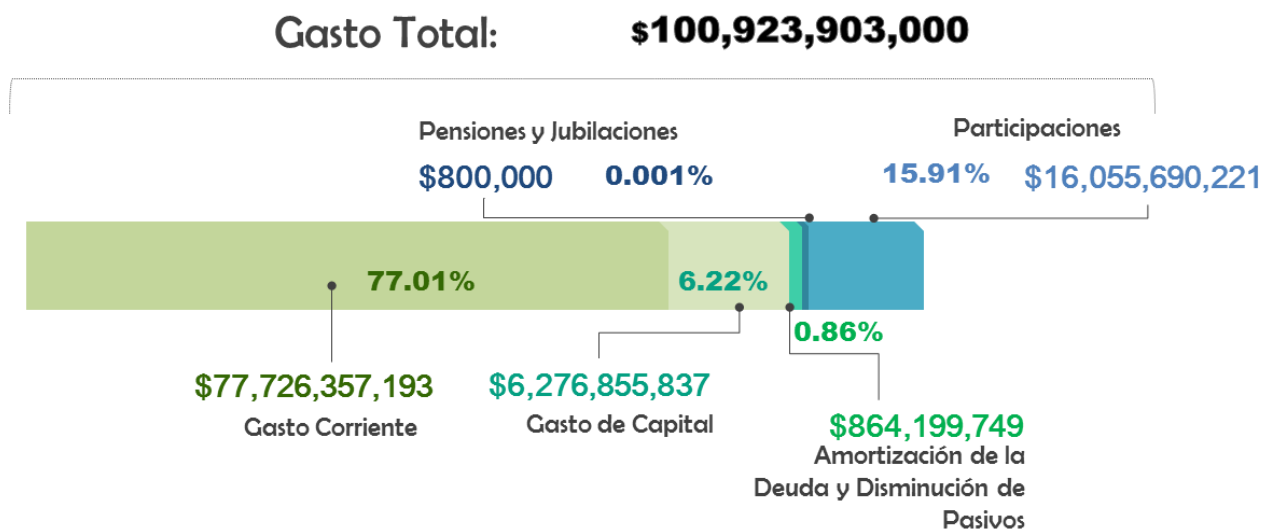 Gasto Total: $100,923,903,000
Pensiones y Jubilaciones
$800,000 0.001%
Participaciones
15.91% $16,055,690,221
77.01%
6.22%
0.86%
$77,726,357,193
Gasto Corriente
$6,276,855,837
Gasto de Capital
$864,199,749
Amortización de la
Deuda y Disminución de
Pasivos